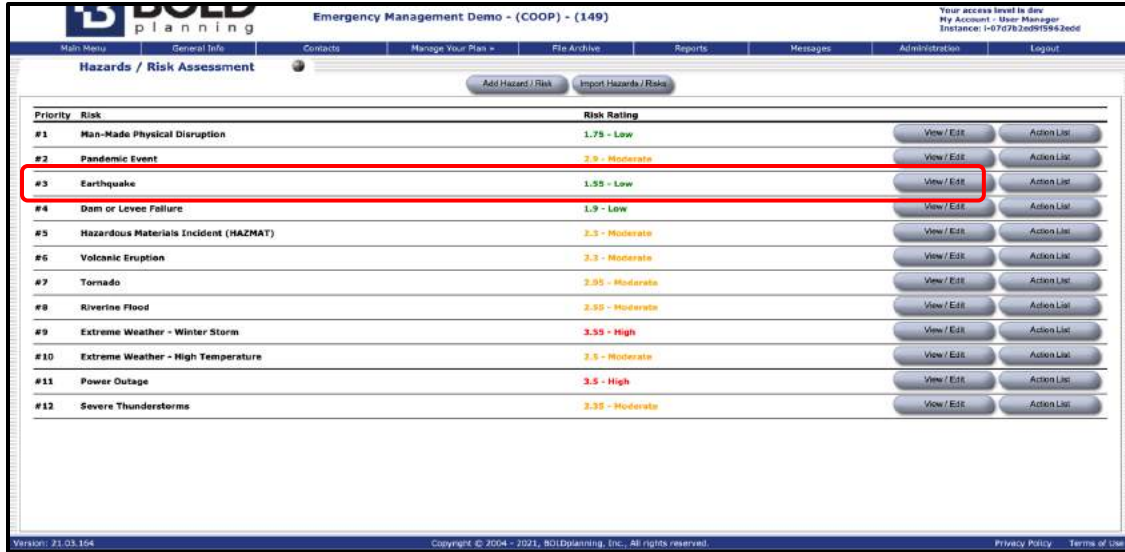 BOLD
planning
Emergency Management Demo - (COOP) - (149)
Your access level is dev
My Account - User Manager
Instance: i-07d7b2ed9f5962edd
Main Menu General Info Contacts Manage Your Plan File Archive Reports Messages Administration Logout
Hazards / Risk Assessment
Add Hazard / Risk Import Hazards / Risks
Priority Risk Risk Rating
#1 Man-Made Physical Disruption 1.75 - Low View / Edit Action List
#2 Pandemic Event 2.9 - Moderate View / Edit Action List
#3 Earthquake 1.55 - Low View / Edit Action List
#4 Dam or Levee Failure 1.9 - Low View / Edit Action List
#5 Hazardous Materials Incident (HAZMAT) - Moderate View / Edit Action List
#6 Volcanic Eruption - Moderate View / Edit Action List
#7 Tornado 2.05 - Moderate View / Edit Action List
#8 Riverine Flood 2.55 - Moderate View / Edit Action List
#9 Extreme Weather - Winter Storm 3.55 - High View / Edit Action List
#10 Extreme Weather - High Temperature 2.5 - Moderate View / Edit Action List
#11 Power Outage 3.5 - High View / Edit Action List
#12 Severe Thunderstorms 2.35 - Moderate View / Edit Action List
Version: 21.03.164 Copyright © 2004 - 2021, BOLDplanning, Inc., All rights reserved. Privacy Policy Terms of Use